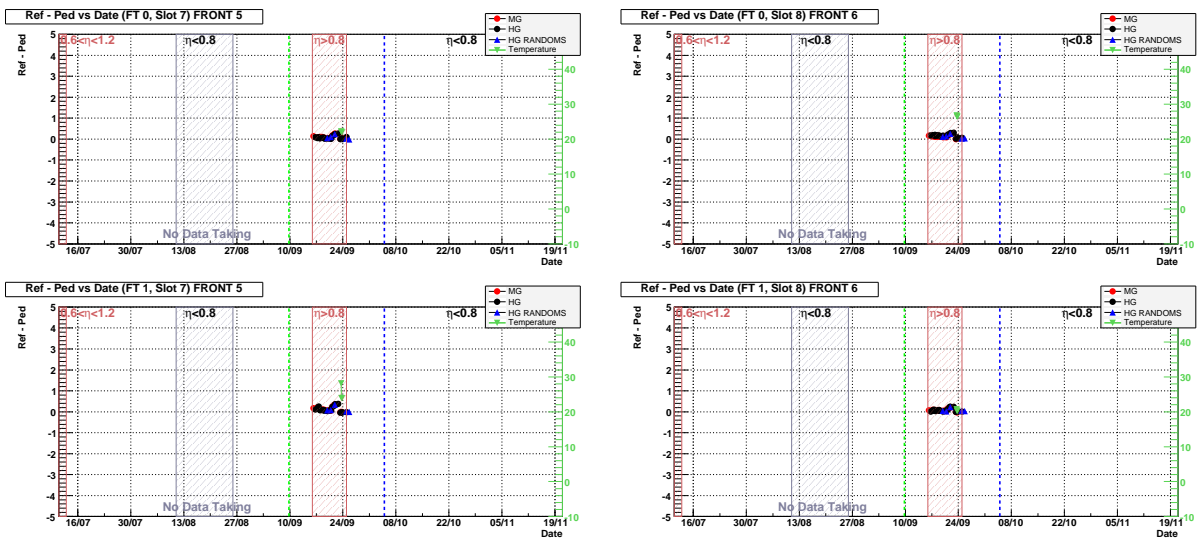 Ref - Ped vs Date (FT 0, Slot 7) FRONT 5
Ref - Ped
0.6<η<1.2
η<0.8
η>0.8
η<0.8
MG
HG
HG RANDOMS
Temperature
5
4
3
2
1
0
-1
-2
-3
-4
-5
40
30
20
10
0
-10
No Data Taking
16/07 30/07 13/08 27/08 10/09 24/09 08/10 22/10 05/11 19/11
Date
Ref - Ped vs Date (FT 0, Slot 8) FRONT 6
Ref - Ped
0.6<η<1.2
η<0.8
η>0.8
η<0.8
MG
HG
HG RANDOMS
Temperature
5
4
3
2
1
0
-1
-2
-3
-4
-5
40
30
20
10
0
-10
No Data Taking
16/07 30/07 13/08 27/08 10/09 24/09 08/10 22/10 05/11 19/11
Date
Ref - Ped vs Date (FT 1, Slot 7) FRONT 5
Ref - Ped
0.6<η<1.2
η<0.8
η>0.8
η<0.8
MG
HG
HG RANDOMS
Temperature
5
4
3
2
1
0
-1
-2
-3
-4
-5
40
30
20
10
0
-10
No Data Taking
16/07 30/07 13/08 27/08 10/09 24/09 08/10 22/10 05/11 19/11
Date
Ref - Ped vs Date (FT 1, Slot 8) FRONT 6
Ref - Ped
0.6<η<1.2
η<0.8
η>0.8
η<0.8
MG
HG
HG RANDOMS
Temperature
5
4
3
2
1
0
-1
-2
-3
-4
-5
40
30
20
10
0
-10
No Data Taking
16/07 30/07 13/08 27/08 10/09 24/09 08/10 22/10 05/11 19/11
Date